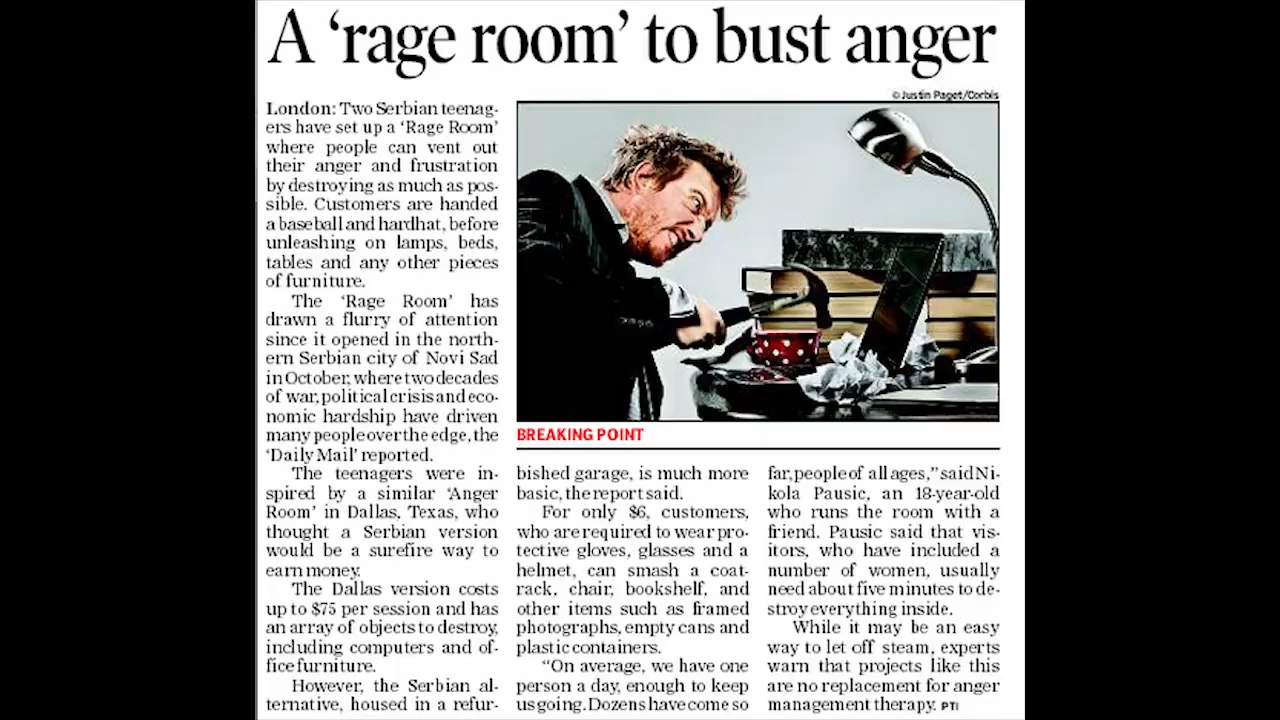 A ‘rage room’ to bust anger
© Justin Paget/Corbis
London: Two Serbian teenag-
ers have set up a ‘Rage Room’
where people can vent out
their anger and frustration
by destroying as much as pos-
sible. Customers are handed
a baseball and hardhat, before
unleashing on lamps, beds,
tables and any other pieces
of furniture.
The ‘Rage Room’ has
drawn a flurry of attention
since it opened in the north-
ern Serbian city of Novi Sad
in October, where two decades
of war, political crisis and eco-
nomic hardship have driven
many people over the edge, the
‘Daily Mail’ reported.
The teenagers were in-
spired by a similar ‘Anger
Room’ in Dallas, Texas, who
thought a Serbian version
would be a surefire way to
earn money.
The Dallas version costs
up to $75 per session and has
an array of objects to destroy,
including computers and of-
fice furniture.
However, the Serbian al-
ternative, housed in a refur-
BREAKING POINT
bished garage, is much more
basic, the report said.
For only $6, customers,
who are required to wear pro-
tective gloves, glasses and a
helmet, can smash a coat-
rack, chair, bookshelf, and
other items such as framed
photographs, empty cans and
plastic containers.
“On average, we have one
person a day, enough to keep
us going. Dozens have come so
far, people of all ages,” said Ni-
kola Pausic, an 18-year-old
who runs the room with a
friend. Pausic said that vis-
itors, who have included a
number of women, usually
need about five minutes to de-
stroy everything inside.
While it may be an easy
way to let off steam, experts
warn that projects like this
are no replacement for anger
management therapy. PTI